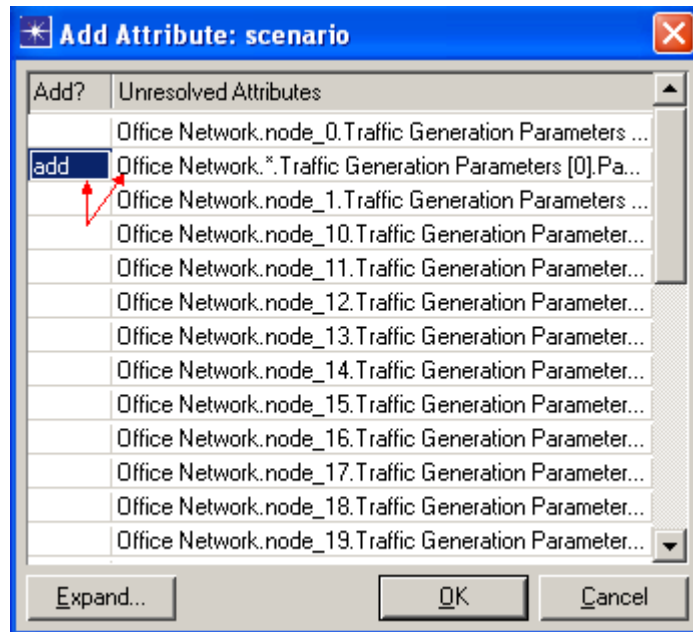 Add Attribute: scenario
Add? Unresolved Attributes
Office Network.node_0.Traffic Generation Parameters ...
add Office Network.*.Traffic Generation Parameters [0].Pa...
Office Network.node_1.Traffic Generation Parameters ...
Office Network.node_10.Traffic Generation Parameter...
Office Network.node_11.Traffic Generation Parameter...
Office Network.node_12.Traffic Generation Parameter...
Office Network.node_13.Traffic Generation Parameter...
Office Network.node_14.Traffic Generation Parameter...
Office Network.node_15.Traffic Generation Parameter...
Office Network.node_16.Traffic Generation Parameter...
Office Network.node_17.Traffic Generation Parameter...
Office Network.node_18.Traffic Generation Parameter...
Office Network.node_19.Traffic Generation Parameter...
Expand... OK Cancel